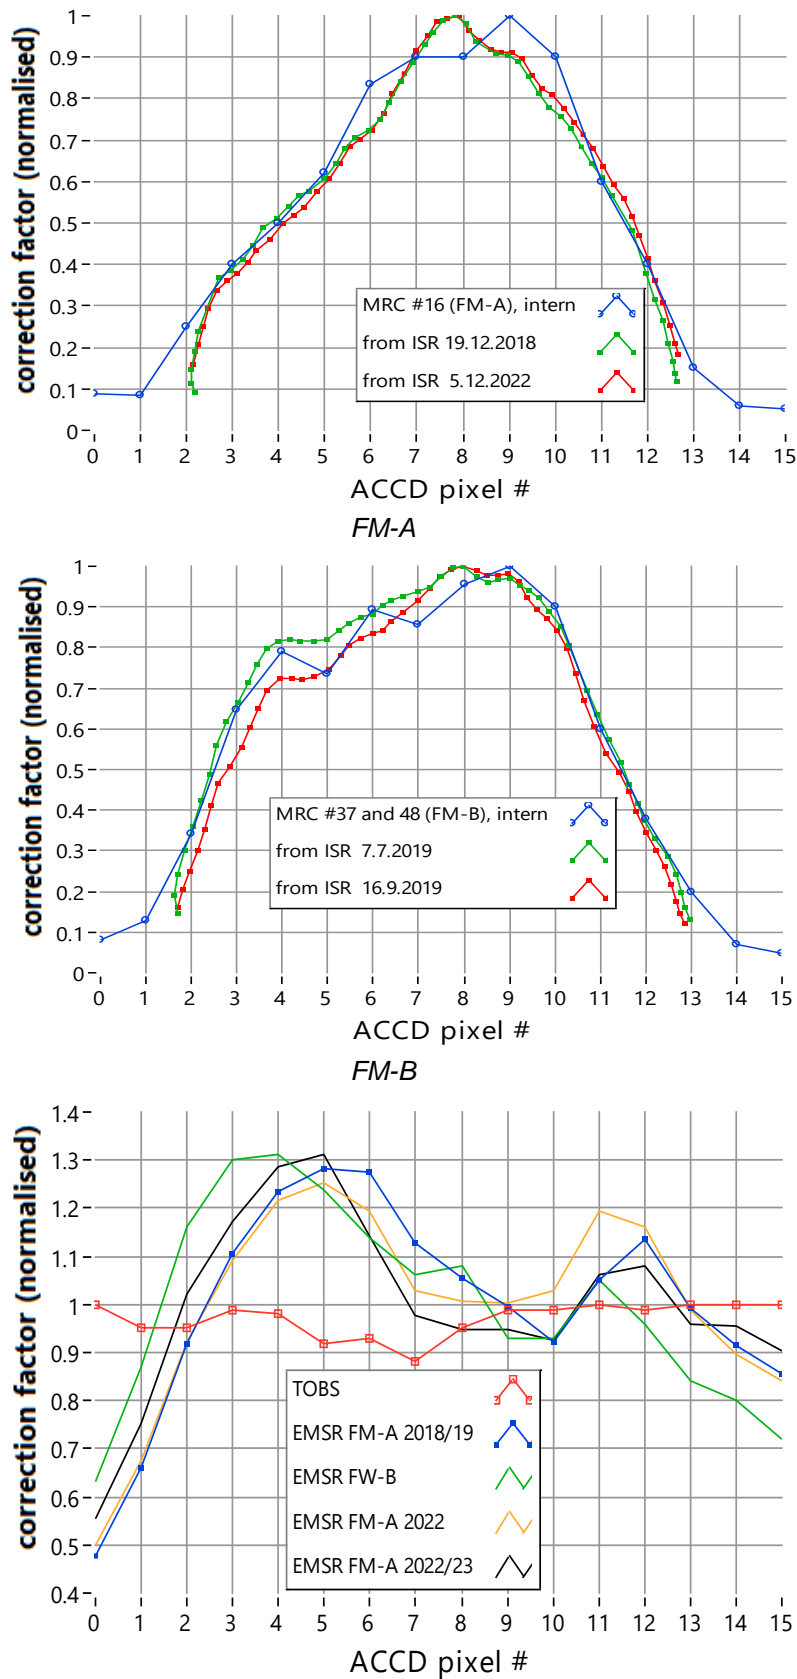 correction factor (normalised)
1
0.9
0.8
0.7
0.6
0.5
0.4
0.3
0.2
0.1
0
MRC #16 (FM-A), intern
from ISR 19.12.2018
from ISR 5.12.2022
0 1 2 3 4 5 6 7 8 9 10 11 12 13 14 15
ACCD pixel #
FM-A
correction factor (normalised)
1
0.9
0.8
0.7
0.6
0.5
0.4
0.3
0.2
0.1
0
MRC #37 and 48 (FM-B), intern
from ISR 7.7.2019
from ISR 16.9.2019
0 1 2 3 4 5 6 7 8 9 10 11 12 13 14 15
ACCD pixel #
FM-B
correction factor (normalised)
1.4
1.3
1.2
1.1
1
0.9
0.8
0.7
0.6
0.5
0.4
TOBS
EMSR FM-A 2018/19
EMSR FW-B
EMSR FM-A 2022
EMSR FM-A 2022/23
0 1 2 3 4 5 6 7 8 9 10 11 12 13 14 15
ACCD pixel #